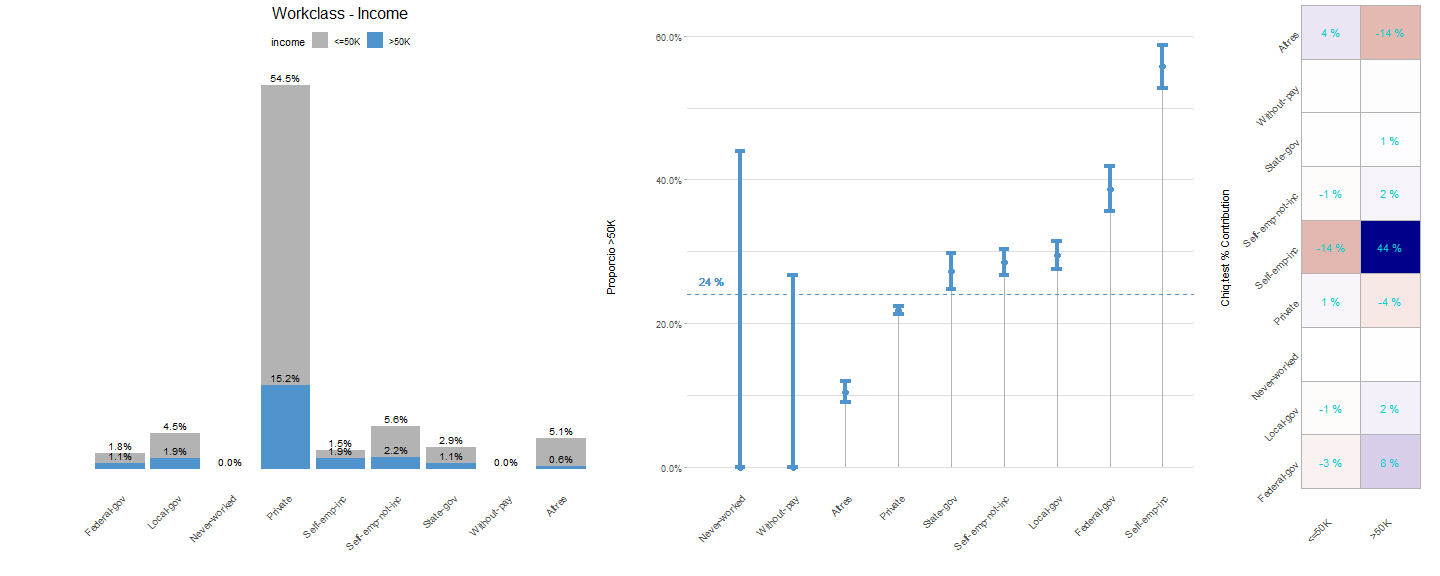 Workclass - Income
income <=50K >50K
54.5%
15.2%
1.8%
1.1%
4.5%
1.9%
0.0%
1.5%
1.9%
5.6%
2.2%
2.9%
1.1%
0.0%
5.1%
0.6%
Federal-gov
Local-gov
Never-worked
Private
Self-emp-inc
Self-emp-not-inc
State-gov
Without-pay
Altres
Proporcio >50K
60.0%
40.0%
20.0%
0.0%
24 %
Never-worked
Without-pay
Altres
Private
State-gov
Self-emp-not-inc
Local-gov
Federal-gov
Self-emp-inc
Chiq.test % Contribution
Altres 4 % -14 %
Without-pay
State-gov 1 %
Self-emp-not-inc -1 % 2 %
Self-emp-inc -14 % 44 %
Private 1 % -4 %
Never-worked
Local-gov -1 % 2 %
Federal-gov -3 % 8 %
<=50K >50K